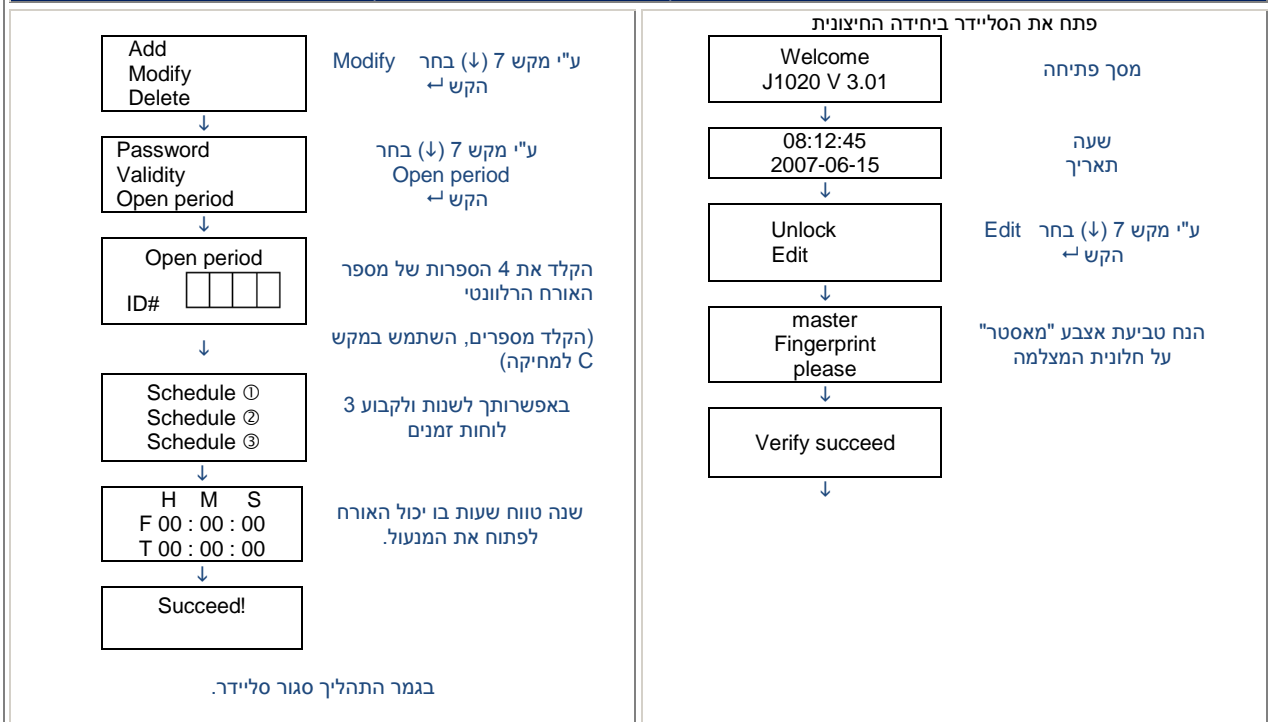 פתח את הסליידר ביחידה החיצונית
Welcome
J1020 V 3.01
מסך פתיחה
↓
08:12:45
2007-06-15
שעה
תאריך
↓
Unlock
Edit
ע"י מקש 7 (↓) בחר Edit
הקש ↵
↓
master
Fingerprint
please
הנח טביעת אצבע "מאסטר"
על חלונית המצלמה
↓
Verify succeed
↓
Add
Modify
Delete
ע"י מקש 7 (↓) בחר Modify
הקש ↵
↓
Password
Validity
Open period
ע"י מקש 7 (↓) בחר
Open period
הקש ↵
↓
Open period
ID#
הקלד את 4 הספרות של מספר
האורח הרלוונטי
(הקלד מספרים, השתמש במקש
C למחיקה)
↓
Schedule ①
Schedule ②
Schedule ③
באפשרותך לשנות ולקבוע 3
לוחות זמנים
↓
H M S
F 00 : 00 : 00
T 00 : 00 : 00
שנה טווח שעות בו יכול האורח
לפתוח את המנעול.
↓
Succeed!
בגמר התהליך סגור סליידר.